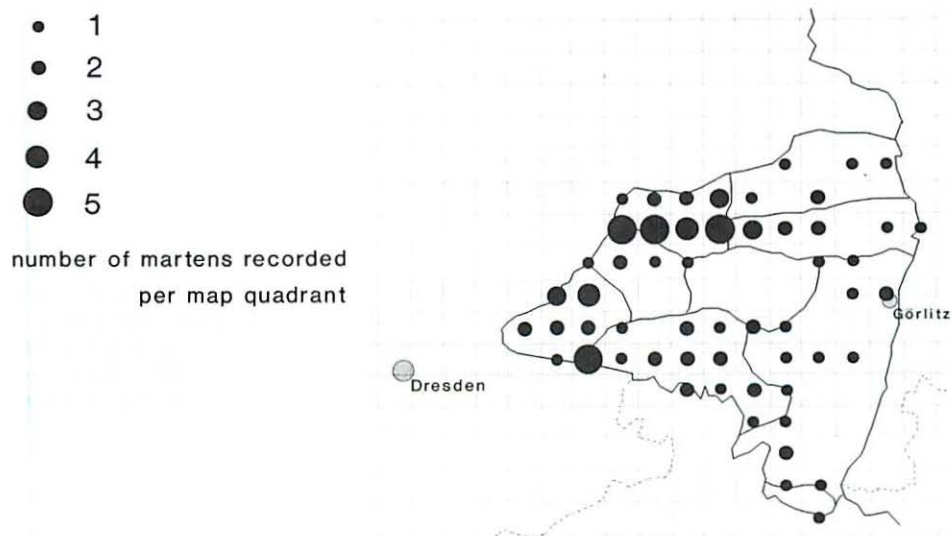 1
2
3
4
5
number of martens recorded
per map quadrant
Görlitz
Dresden